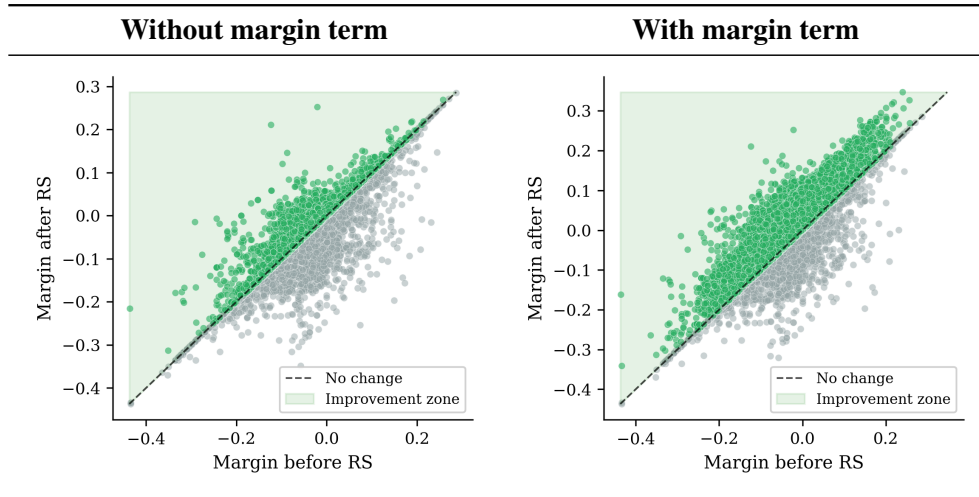 Without margin term
With margin term
0.3
0.2
0.1
0.0
−0.1
−0.2
−0.3
−0.4
−0.4
−0.2
0.0
0.2
Margin after RS
Margin before RS
No change
Improvement zone
0.3
0.2
0.1
0.0
−0.1
−0.2
−0.3
−0.4
−0.4
−0.2
0.0
0.2
Margin after RS
Margin before RS
No change
Improvement zone